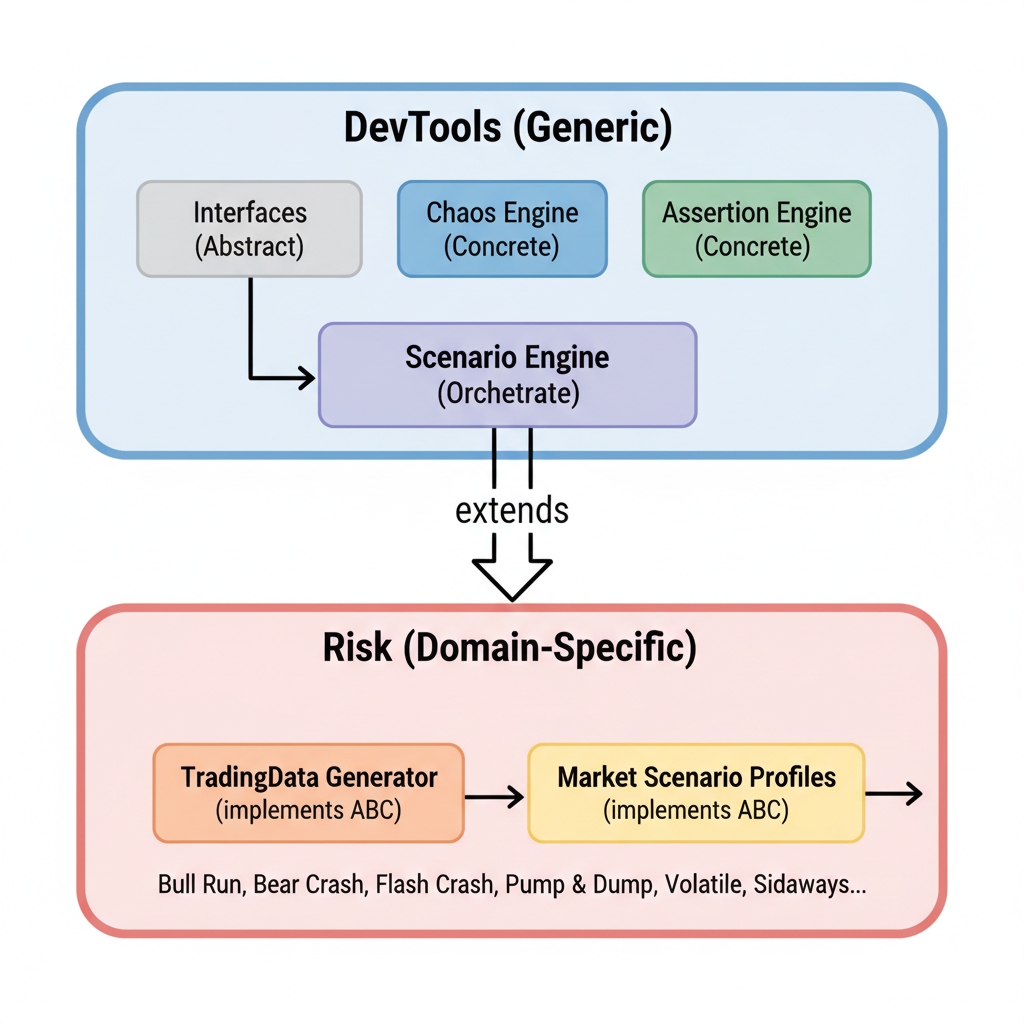 DevTools (Generic)
Interfaces
(Abstract)
Chaos Engine
(Concrete)
Assertion Engine
(Concrete)
Scenario Engine
(Orchetrate)
extends
Risk (Domain-Specific)
TradingData Generator
(implements ABC)
Market Scenario Profiles
(implements ABC)
Bull Run, Bear Crash, Flash Crash, Pump & Dump, Volatile, Sidaways...